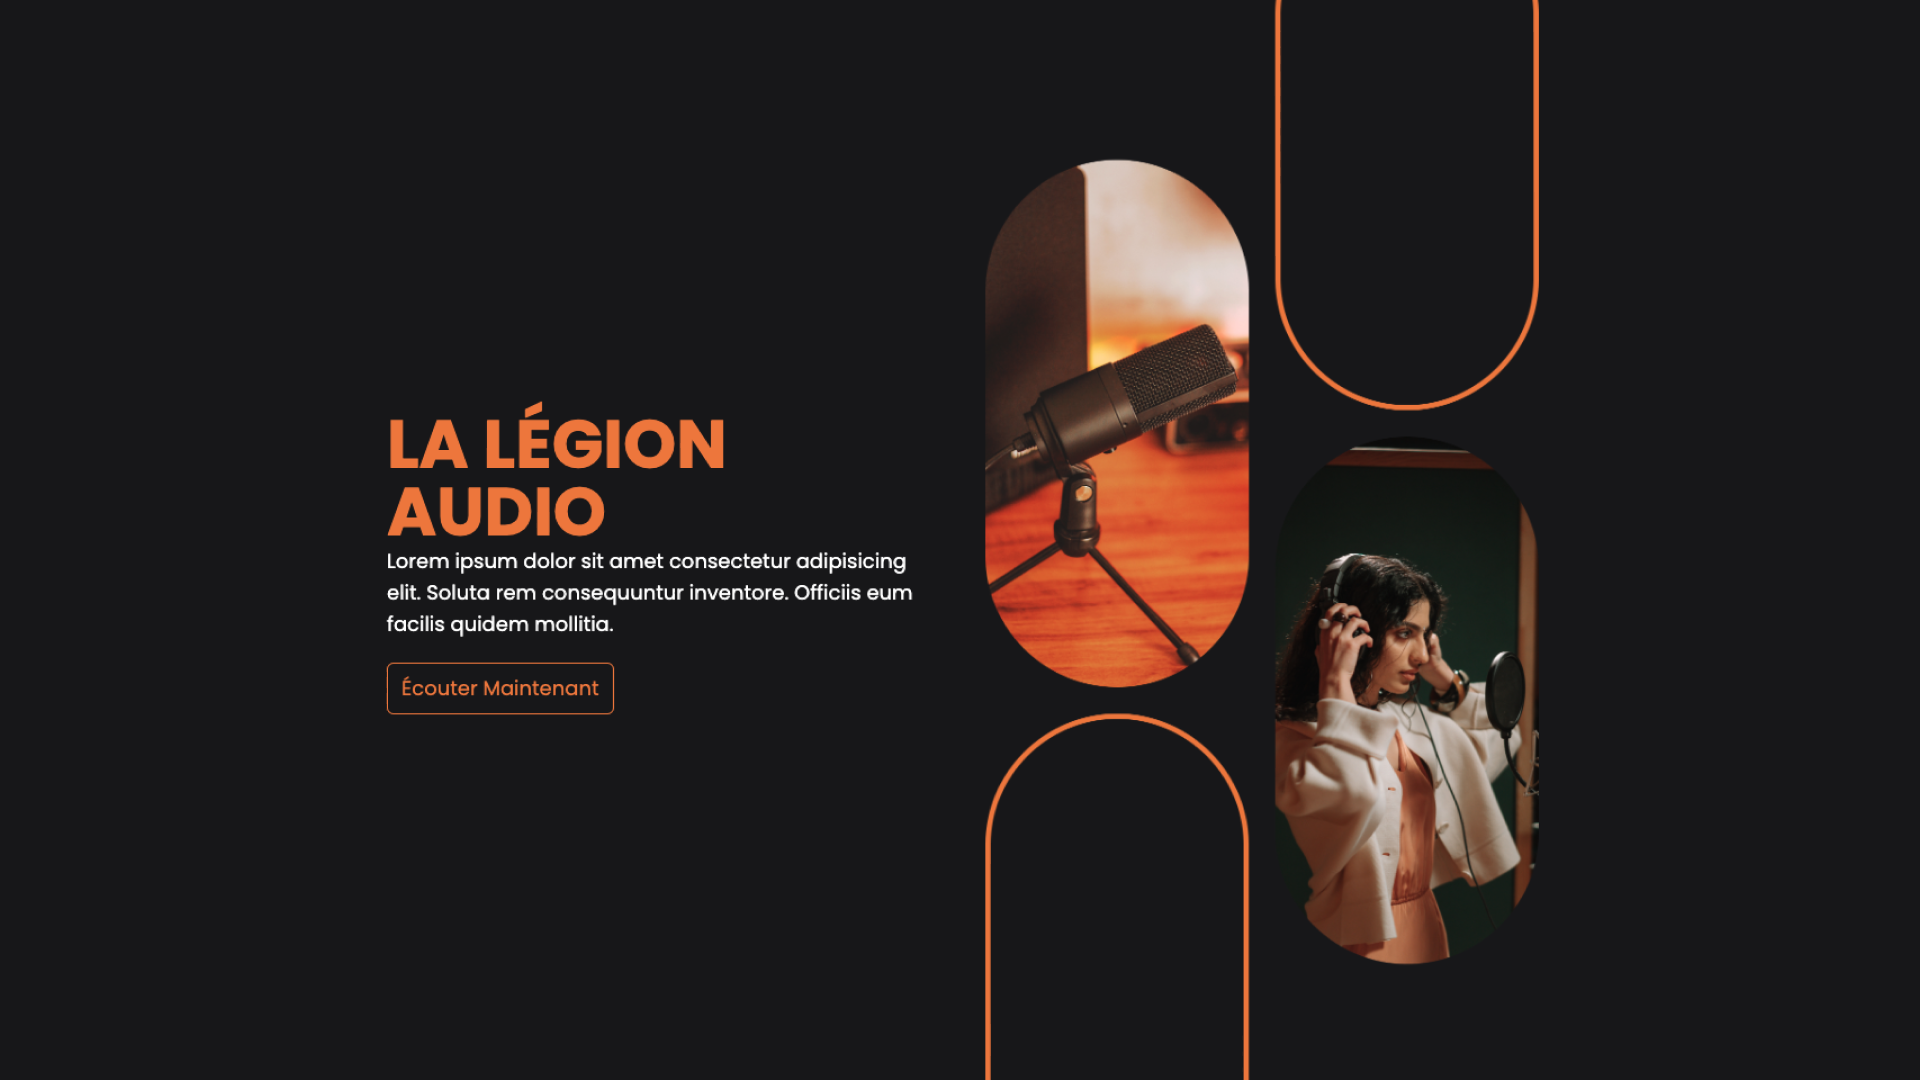 LA LÉGION
AUDIO
Lorem ipsum dolor sit amet consectetur adipisicing
elit. Soluta rem consequuntur inventore. Officiis eum
facilis quidem mollitia.
Écouter Maintenant